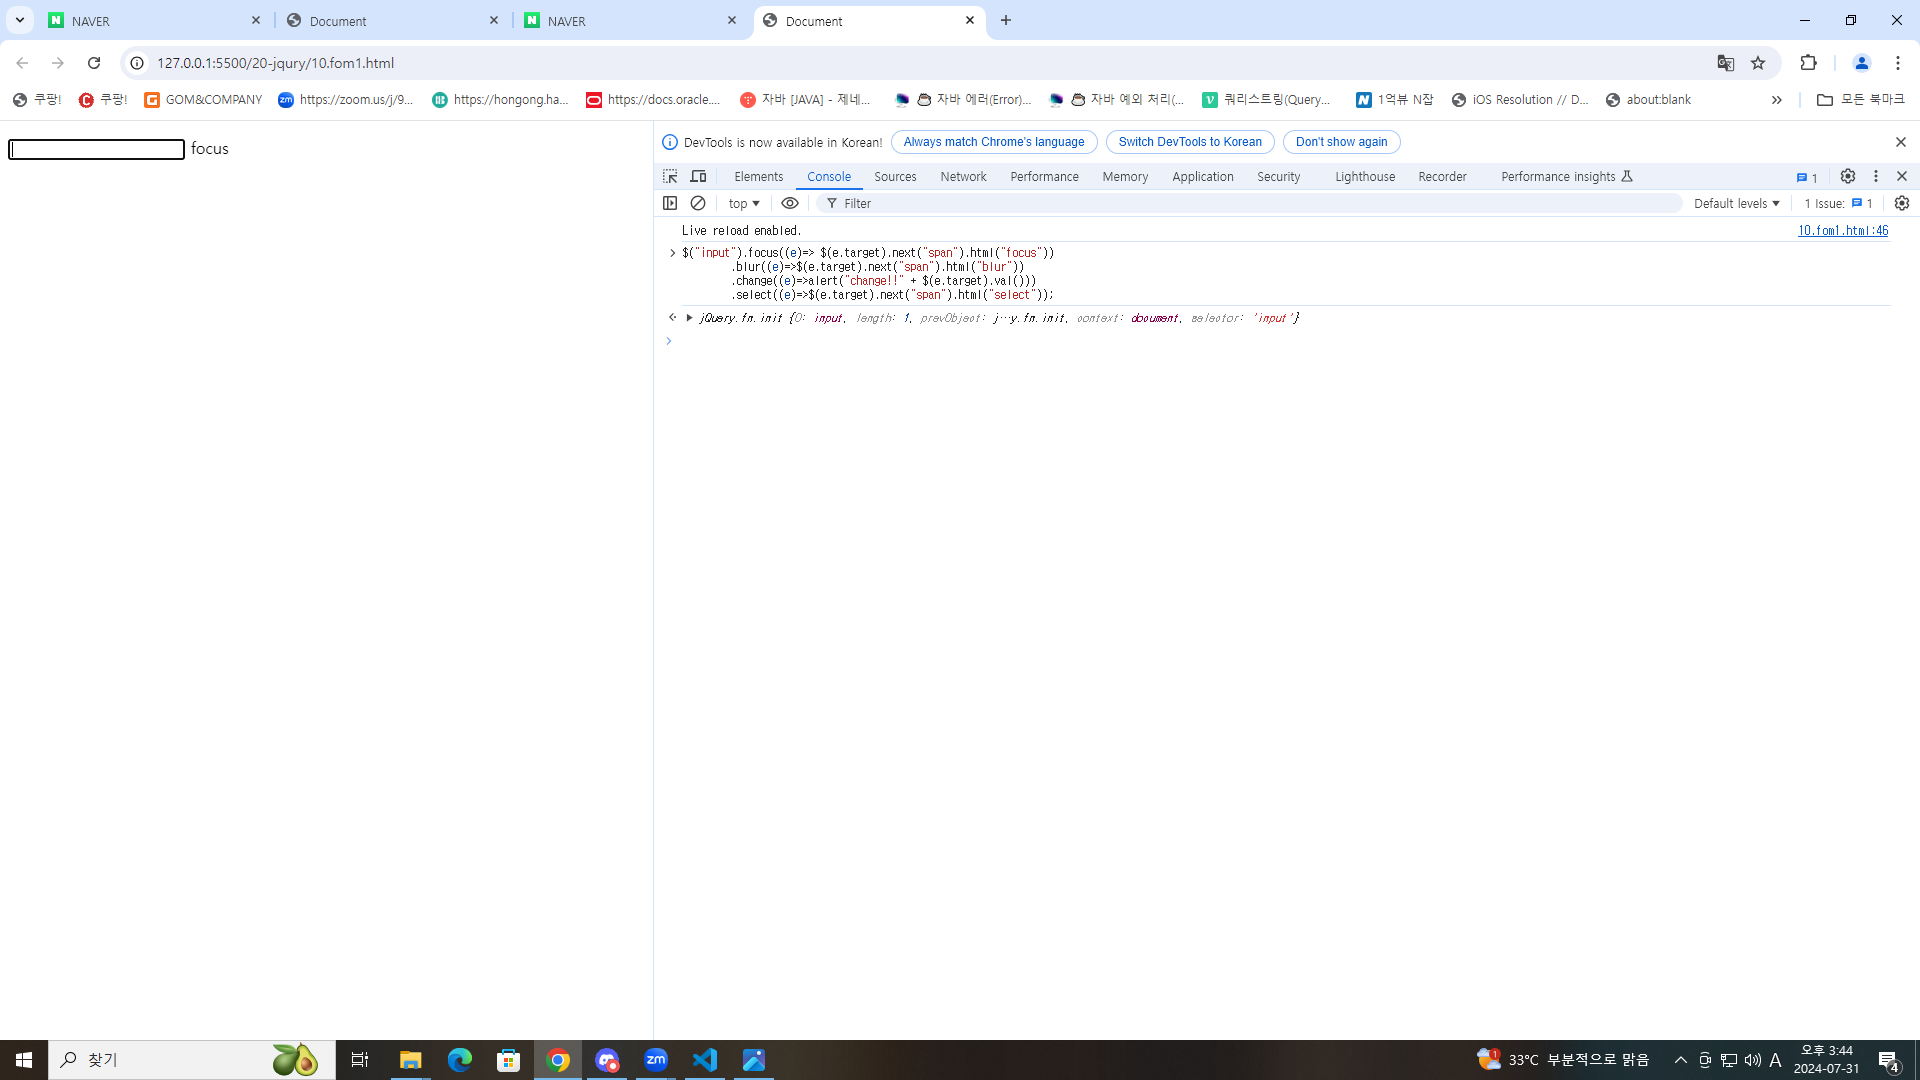 NAVER
Document
NAVER
Document
127.0.0.1:5500/20-jqury/10.fom1.html
쿠팡!
쿠팡!
GOM&COMPANY
https://zoom.us/j/9...
https://hongong.ha...
https://docs.oracle....
자바 [JAVA] - 제네...
자바 에러(Error)...
자바 예외 처리(...
쿼리스트링(Query...
1억뷰 N잡
iOS Resolution // D...
about:blank
모든 북마크
focus
DevTools is now available in Korean!
Always match Chrome's language
Switch DevTools to Korean
Don't show again
Elements
Console
Sources
Network
Performance
Memory
Application
Security
Lighthouse
Recorder
Performance insights
1
top
Filter
Default levels
1 Issue:
1
Live reload enabled.
10.fom1.html:46
$("input").focus((e)=> $(e.target).next("span").html("focus"))
.blur((e)=>$(e.target).next("span").html("blur"))
.change((e)=>alert("change!!" + $(e.target).val()))
.select((e)=>$(e.target).next("span").html("select"));
jQuery.fn.init {0: input, length: 1, prevObject: j…y.fn.init, context: document, selector: 'input'}
찾기
1
33°C 부분적으로 맑음
A
오후 3:44
2024-07-31
4